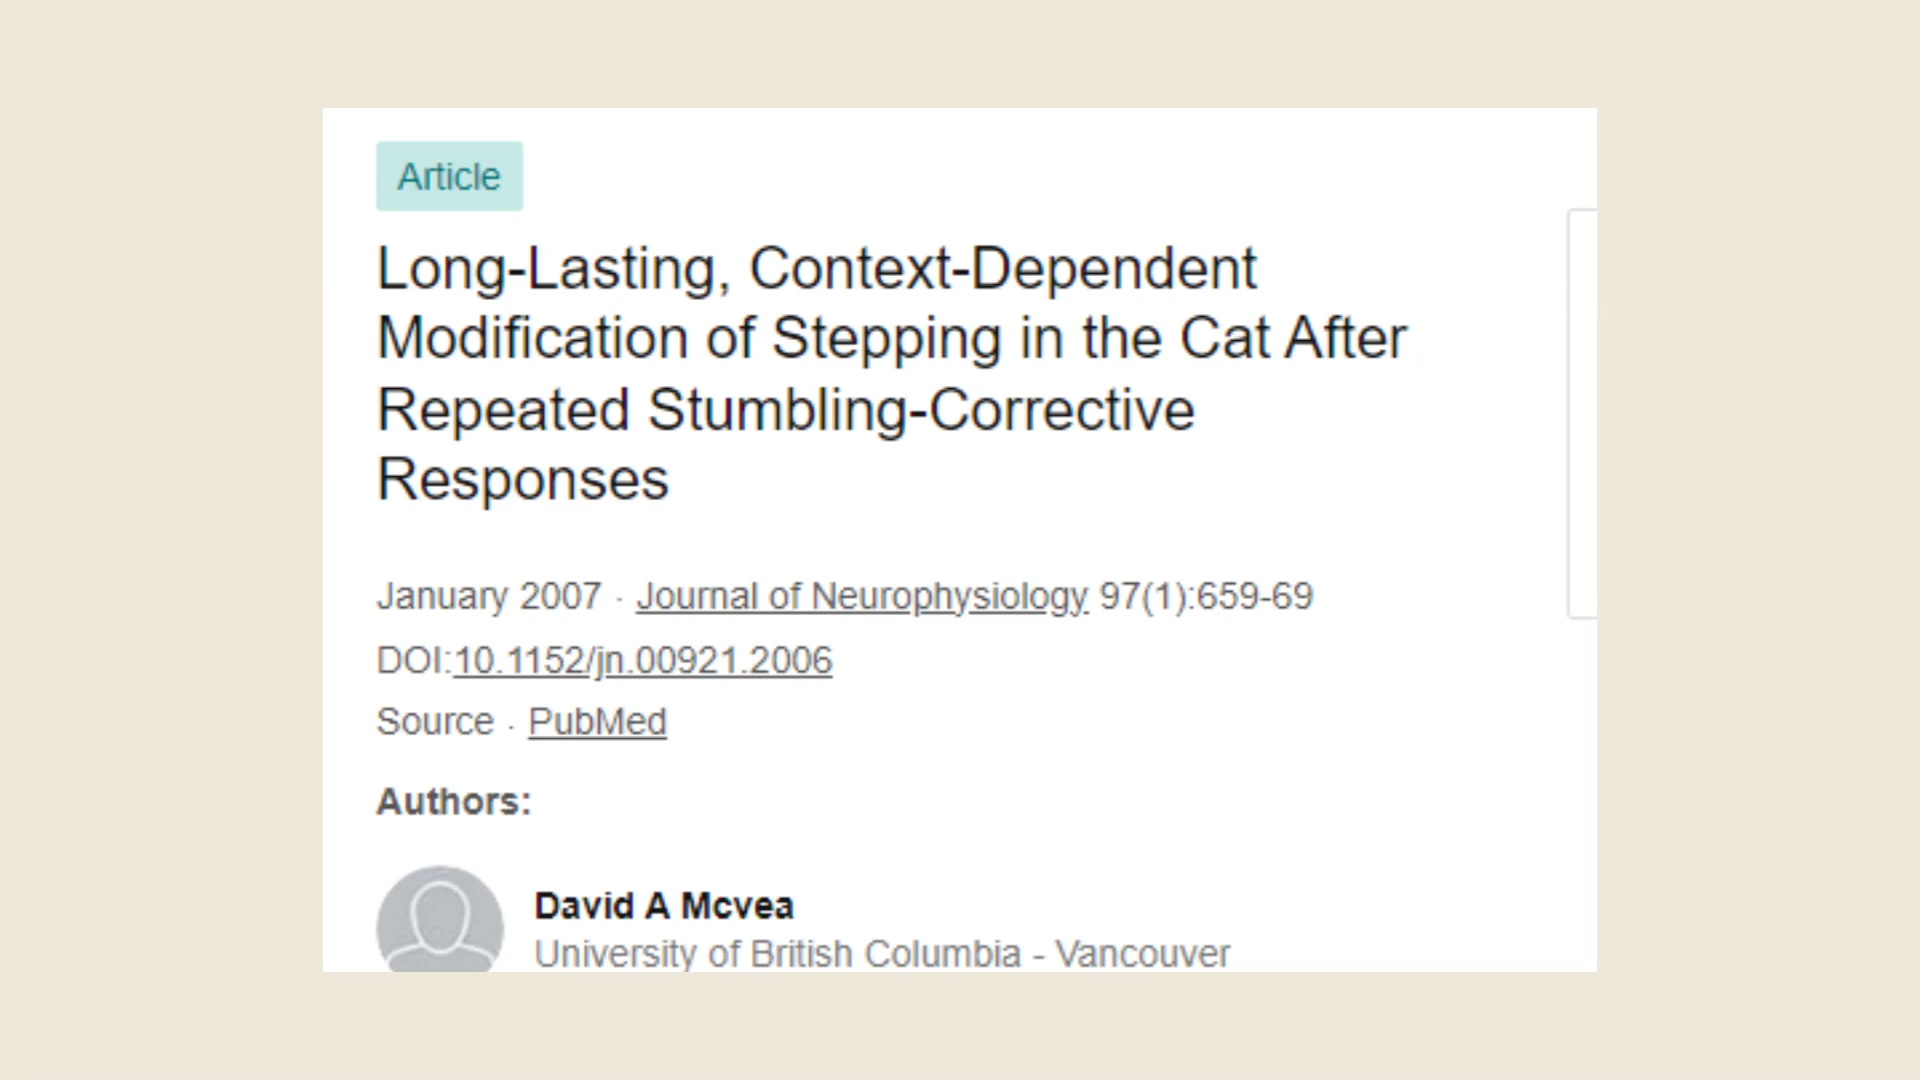 Article
Long-Lasting, Context-Dependent
Modification of Stepping in the Cat After
Repeated Stumbling-Corrective
Responses
January 2007 · Journal of Neurophysiology 97(1):659-69
DOI:10.1152/jn.00921.2006
Source · PubMed
Authors:
David A Mcvea
University of British Columbia - Vancouver